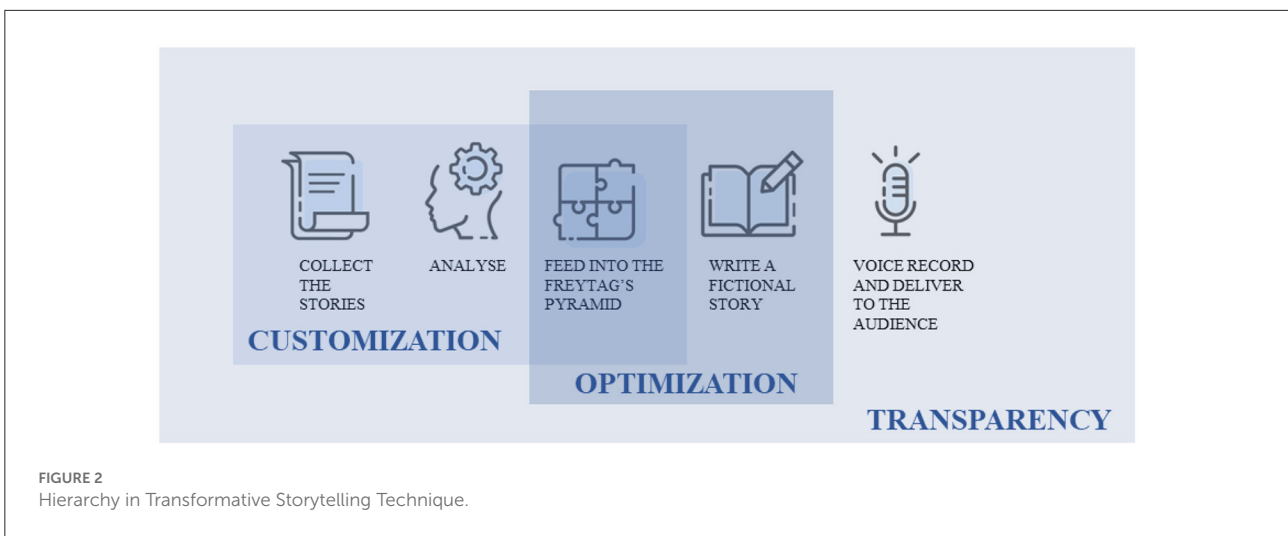 COLLECT
THE
STORIES
ANALYSE
FEED INTO THE
FREYTAG'S
PYRAMID
WRITE A
FICTIONAL
STORY
VOICE RECORD
AND DELIVER
TO THE
AUDIENCE
CUSTOMIZATION
OPTIMIZATION
TRANSPARENCY
FIGURE 2
Hierarchy in Transformative Storytelling Technique.